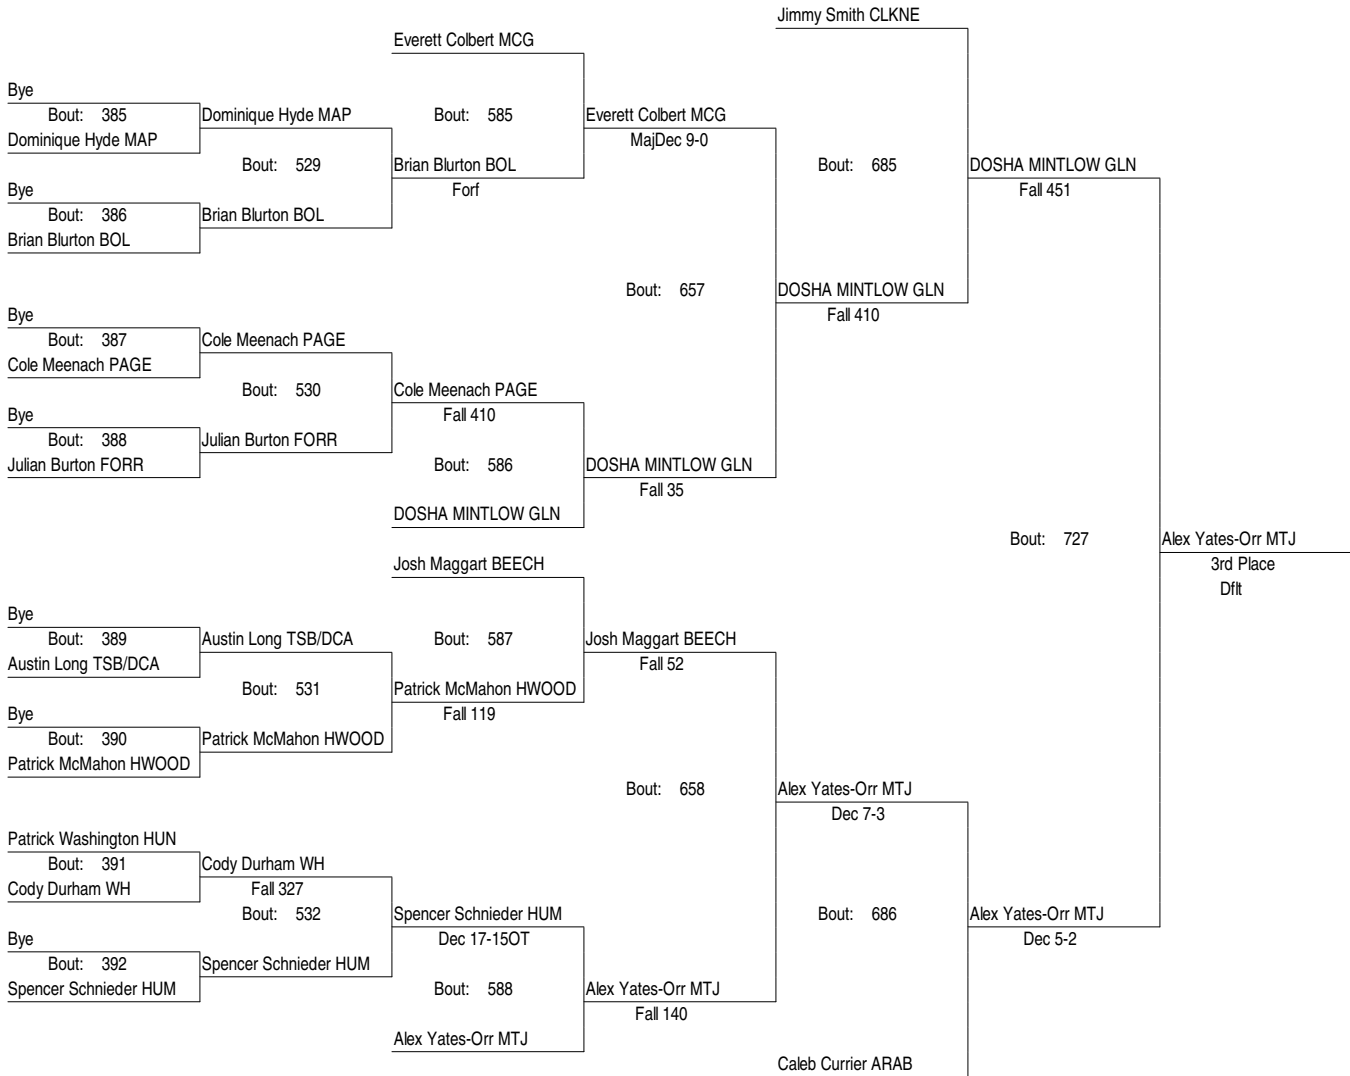 Jimmy Smith CLKNE
Everett Colbert MCG
Bye
Bout: 385
Dominique Hyde MAP
Bout: 585
Everett Colbert MCG
Dominique Hyde MAP
MajDec 9-0
Bout: 529
Brian Blurton BOL
Bout: 685
DOSHA MINTLOW GLN
Bye
Forf
Fall 451
Bout: 386
Brian Blurton BOL
Brian Blurton BOL
Bout: 657
DOSHA MINTLOW GLN
Bye
Fall 410
Bout: 387
Cole Meenach PAGE
Cole Meenach PAGE
Bout: 530
Cole Meenach PAGE
Bye
Fall 410
Bout: 388
Julian Burton FORR
Julian Burton FORR
Bout: 586
DOSHA MINTLOW GLN
Fall 35
DOSHA MINTLOW GLN
Bout: 727
Alex Yates-Orr MTJ
Josh Maggart BEECH
3rd Place
Dflt
Bye
Bout: 389
Austin Long TSB/DCA
Bout: 587
Josh Maggart BEECH
Austin Long TSB/DCA
Fall 52
Bout: 531
Patrick McMahon HWOOD
Bye
Fall 119
Bout: 390
Patrick McMahon HWOOD
Patrick McMahon HWOOD
Bout: 658
Alex Yates-Orr MTJ
Dec 7-3
Patrick Washington HUN
Bout: 391
Cody Durham WH
Cody Durham WH
Fall 327
Bout: 532
Spencer Schnieder HUM
Bout: 686
Alex Yates-Orr MTJ
Bye
Dec 17-15OT
Dec 5-2
Bout: 392
Spencer Schnieder HUM
Spencer Schnieder HUM
Bout: 588
Alex Yates-Orr MTJ
Fall 140
Alex Yates-Orr MTJ
Caleb Currier ARAB